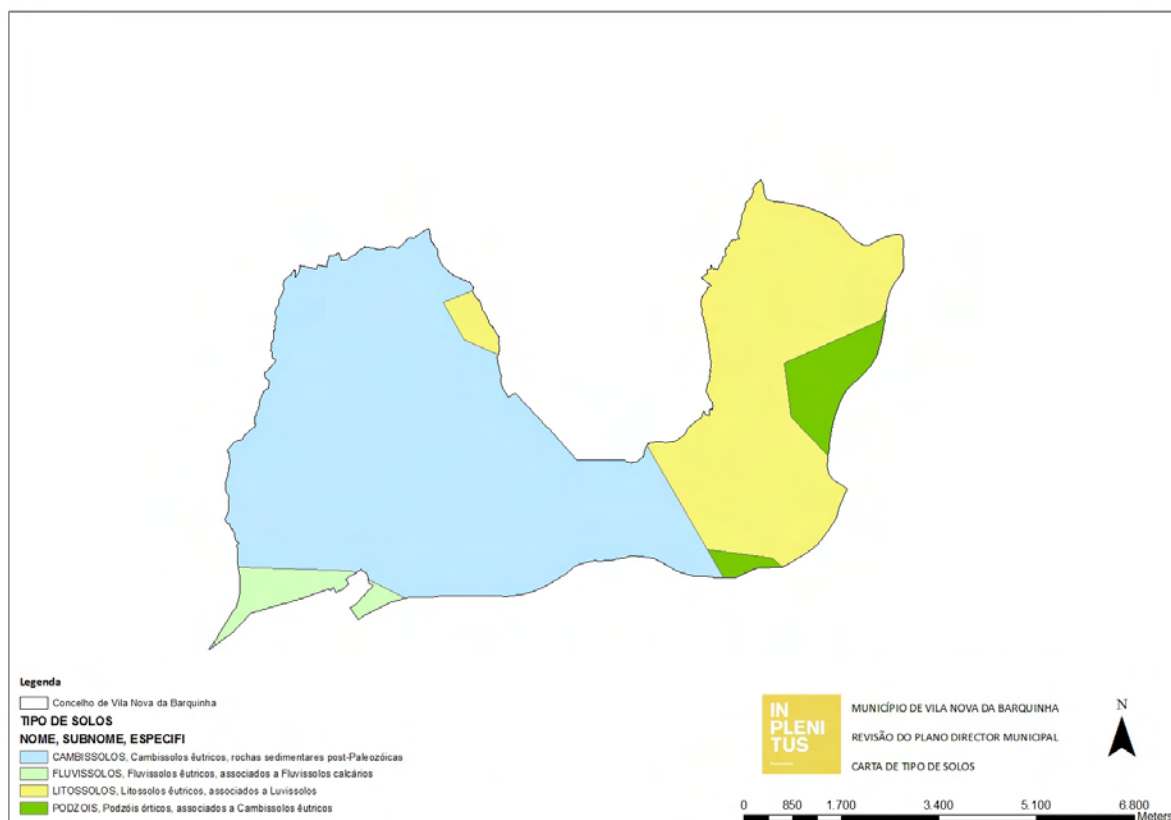 Legenda
Concelho de Vila Nova da Barquinha
TIPO DE SOLOS
NOME, SUBNOME, ESPECIFI
CAMBISSOLOS, Cambissolos êutricos, rochas sedimentares post-Paleozóicas
FLUVISSOLOS, Fluvissolos êutricos, associados a Fluvissolos calcários
LITOSSOLOS, Litossolos êutricos, associados a Luvissolos
PODZOIS, Podzóis órticos, associados a Cambissolos êutricos
IN
PLENI
TUS
MUNICÍPIO DE VILA NOVA DA BARQUINHA
REVISÃO DO PLANO DIRECTOR MUNICIPAL
CARTA DE TIPO DE SOLOS
N
0 850 1.700 3.400 5.100 6.800
Meters